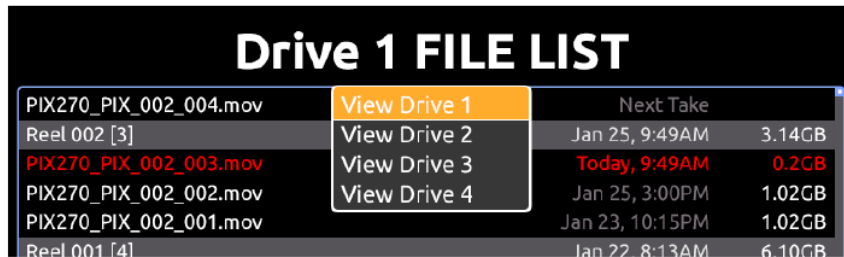 Drive 1 FILE LIST
PIX270_PIX_002_004.mov View Drive 1 Next Take
Reel 002 [3] View Drive 2 Jan 25, 9:49AM 3.14GB
PIX270_PIX_002_003.mov View Drive 3 Today, 9:49AM 0.2GB
PIX270_PIX_002_002.mov View Drive 4 Jan 25, 3:00PM 1.02GB
PIX270_PIX_002_001.mov Jan 23, 10:15PM 1.02GB
Reel 001 [4] Jan 22, 8:13AM 6.10GB